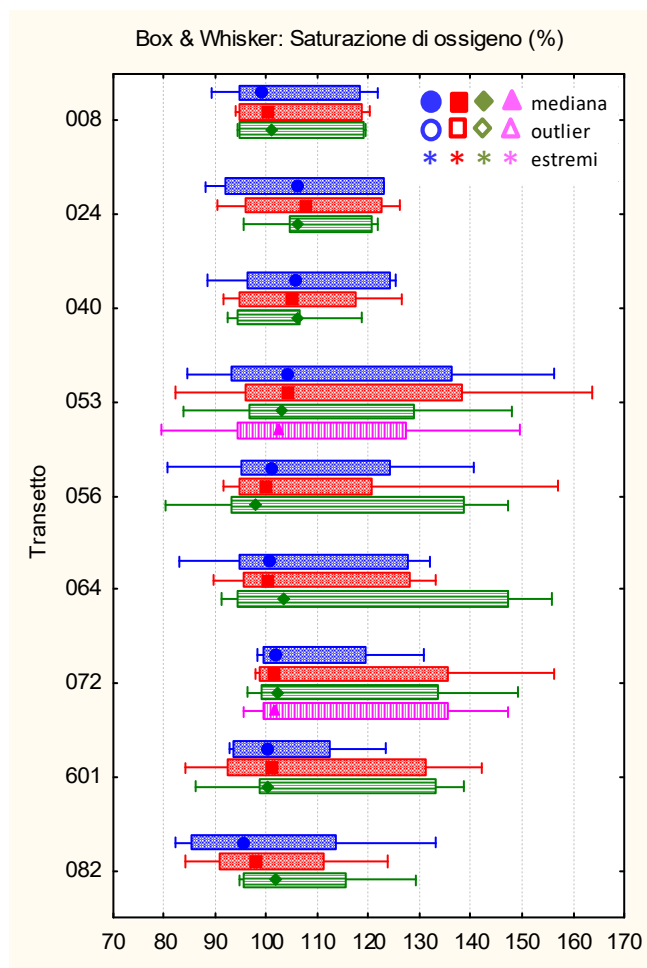 Box & Whisker: Saturazione di ossigeno (%)
mediana
outlier
estremi
008
024
040
053
056
064
072
601
082
Transetto
70 80 90 100 110 120 130 140 150 160 170